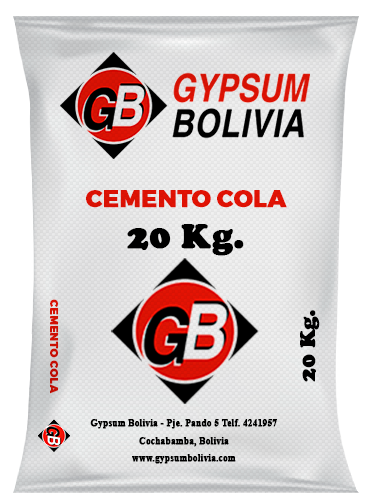 GB
GYPSUM
BOLIVIA
CEMENTO COLA
20 Kg.
GB
CEMENTO COLA
20 Kg.
GB
Gypsum Bolivia - Pje. Pando 5 Telf. 4241957
Cochabamba, Bolivia
www.gypsumbolivia.com